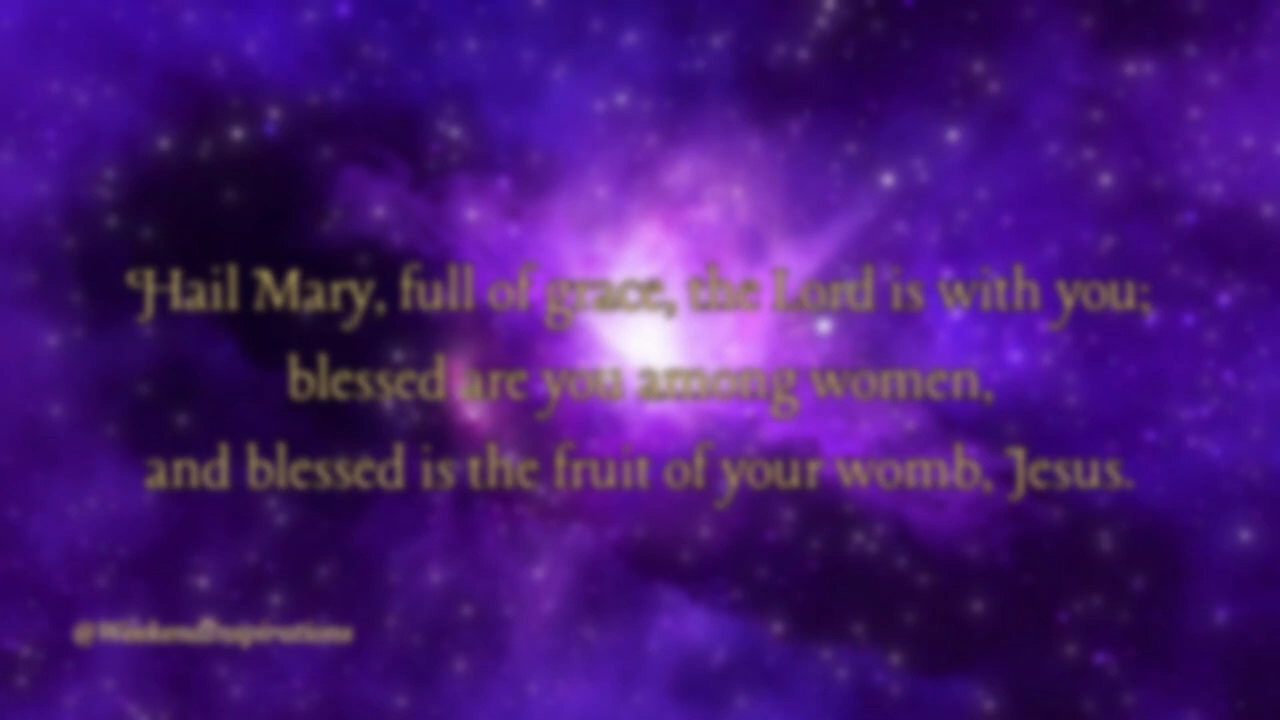 Hail Mary, full of grace, the Lord is with you;
blessed are you among women,
and blessed is the fruit of your womb, Jesus.